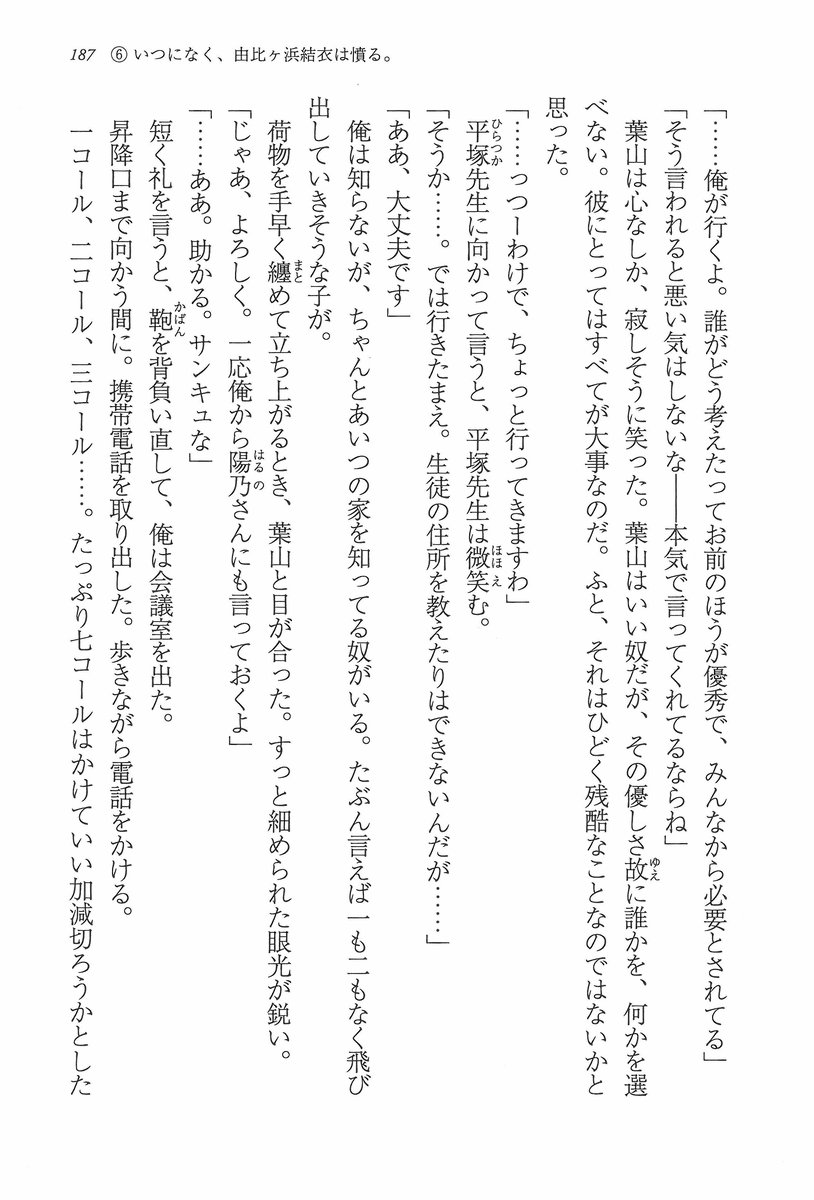 187 ⑥ いつになく、由比ヶ浜結衣は憤る。
「……俺が行くよ。誰がどう考えたってお前のほうが優秀で、みんなから必要とされてる」
「そう言われると悪い気はしないな――本気で言ってくれてるならね」
葉山は心なしか、寂しそうに笑った。葉山はいい奴だが、その優しさ故に誰かを、何かを選
べない。彼にとってはすべてが大事なのだ。ふと、それはひどく残酷なことなのではないかと
思った。
「……っつーわけで、ちょっと行ってきますわ」
平塚先生に向かって言うと、平塚先生は微笑む。
「そうか……。では行きたまえ。生徒の住所を教えたりはできないんだが……」
「ああ、大丈夫です」
俺は知らないが、ちゃんとあいつの家を知ってる奴がいる。たぶん言えば一も二もなく飛び
出していきそうな子が。
荷物を手早く纏めて立ち上がるとき、葉山と目が合った。すっと細められた眼光が鋭い。
「じゃあ、よろしく。一応俺から陽乃さんにも言っておくよ」
「……ああ。助かる。サンキュな」
短く礼を言うと、鞄を背負い直して、俺は会議室を出た。
昇降口まで向かう間に。携帯電話を取り出した。歩きながら電話をかける。
一コール、二コール、三コール……。たっぷり七コールはかけていい加減切ろうかとした